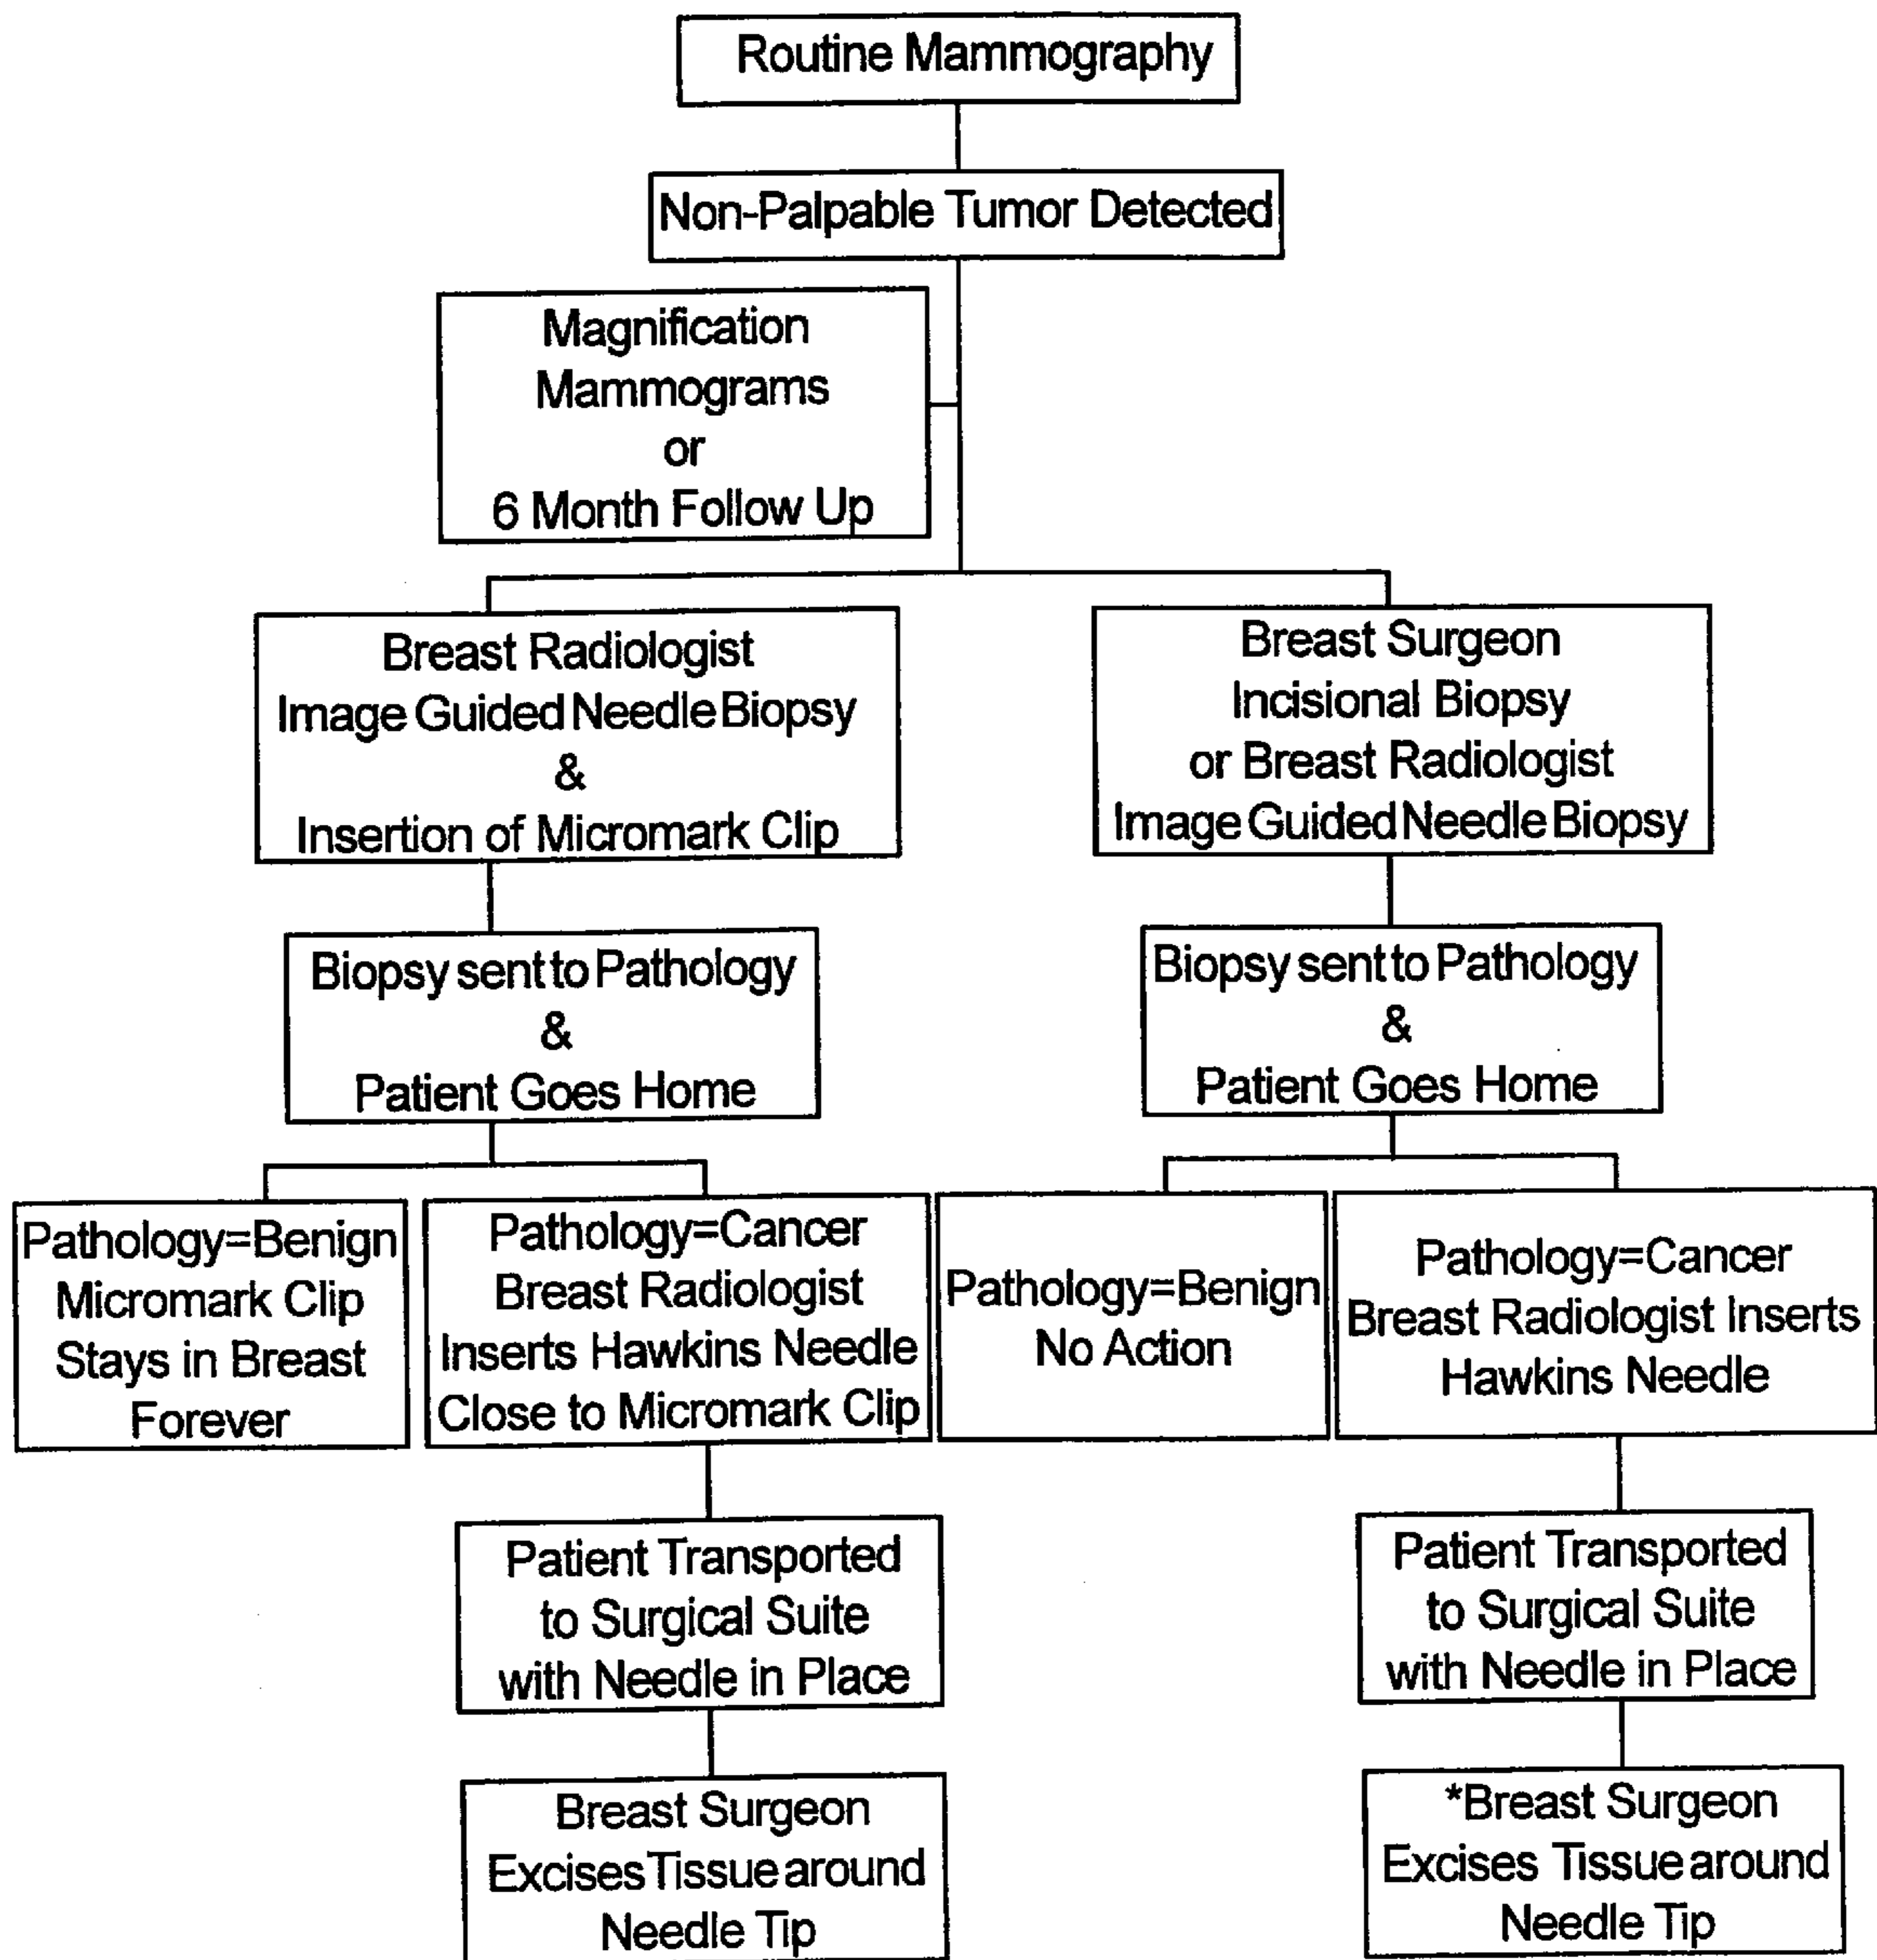 Routine Mammography
Non-Palpable Tumor Detected
Magnification
Mammograms
or
6 Month Follow Up
Breast Radiologist
Image Guided Needle Biopsy
&
Insertion of Micromark Clip
Breast Surgeon
Incisional Biopsy
or Breast Radiologist
Image Guided Needle Biopsy
Biopsy sent to Pathology
&
Patient Goes Home
Biopsy sent to Pathology
&
Patient Goes Home
Pathology=Benign
Micromark Clip
Stays in Breast
Forever
Pathology=Cancer
Breast Radiologist
Inserts Hawkins Needle
Close to Micromark Clip
Pathology=Benign
No Action
Pathology=Cancer
Breast Radiologist Inserts
Hawkins Needle
Patient Transported
to Surgical Suite
with Needle in Place
Patient Transported
to Surgical Suite
with Needle in Place
Breast Surgeon
Excises Tissue around
Needle Tip
*Breast Surgeon
Excises Tissue around
Needle Tip